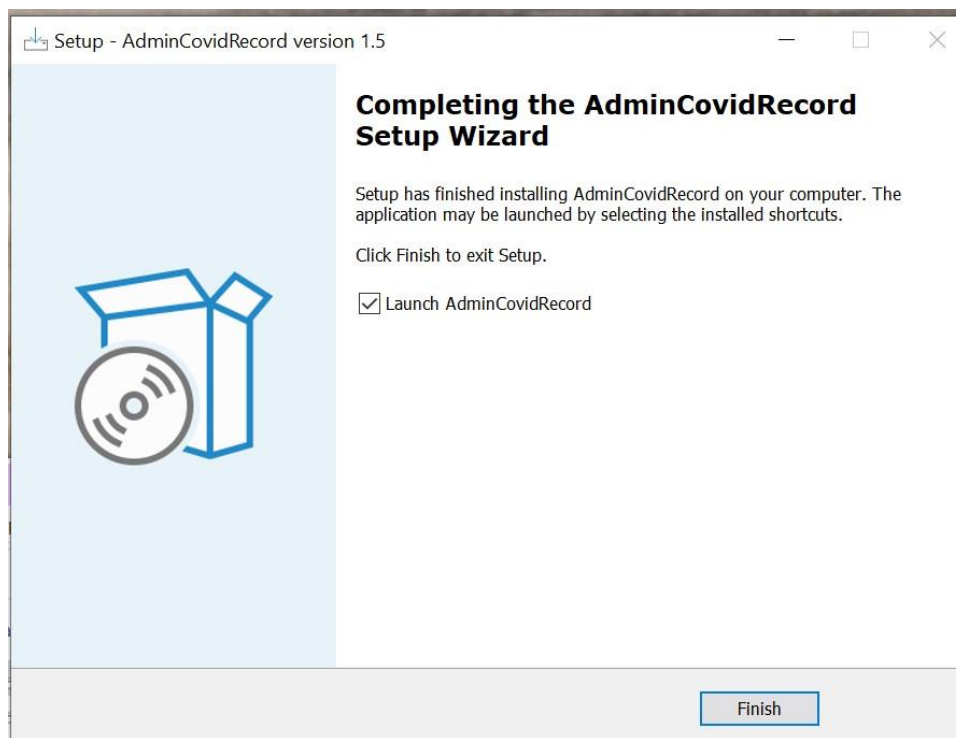 Setup - AdminCovidRecord version 1.5
Completing the AdminCovidRecord
Setup Wizard
Setup has finished installing AdminCovidRecord on your computer. The
application may be launched by selecting the installed shortcuts.
Click Finish to exit Setup.
Launch AdminCovidRecord
Finish